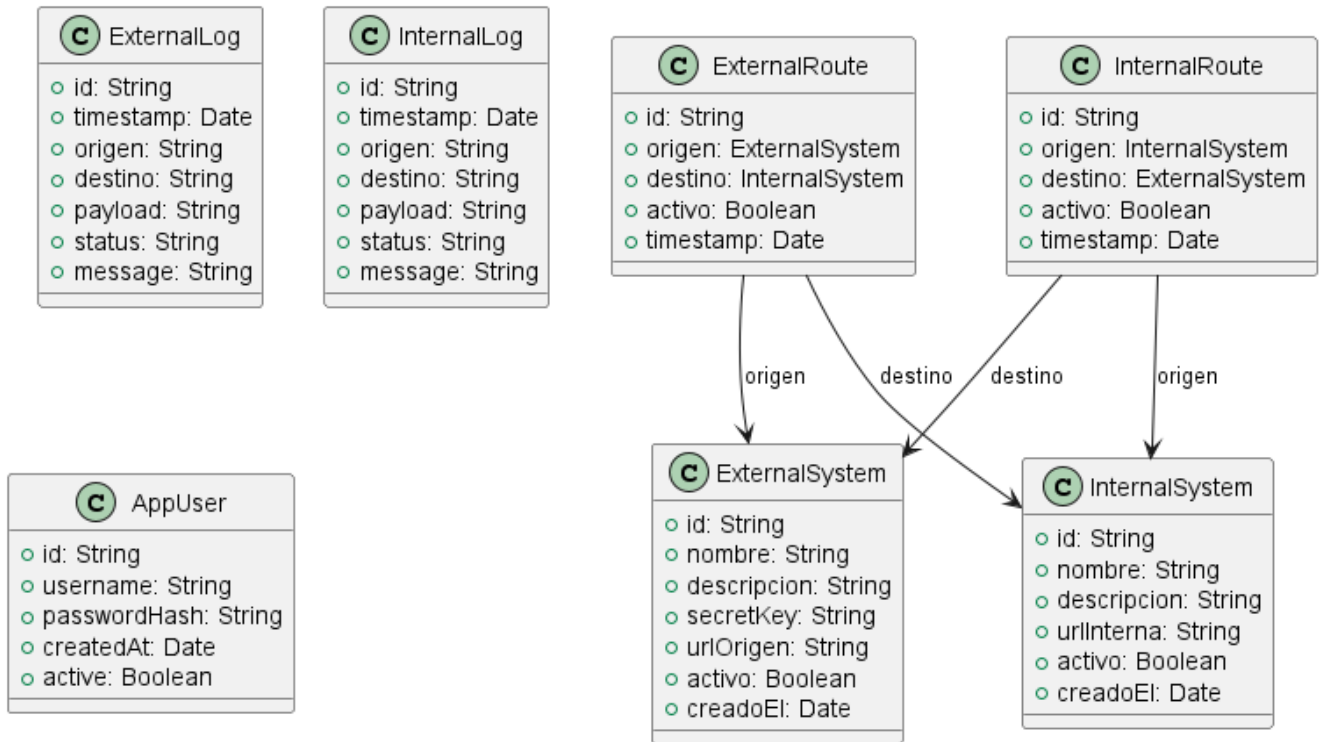 C ExternalLog
id: String
timestamp: Date
origen: String
destino: String
payload: String
status: String
message: String
C InternalLog
id: String
timestamp: Date
origen: String
destino: String
payload: String
status: String
message: String
C ExternalRoute
id: String
origen: ExternalSystem
destino: InternalSystem
activo: Boolean
timestamp: Date
C InternalRoute
id: String
origen: InternalSystem
destino: ExternalSystem
activo: Boolean
timestamp: Date
origen
destino
destino
origen
C AppUser
id: String
username: String
passwordHash: String
createdAt: Date
active: Boolean
C ExternalSystem
id: String
nombre: String
descripcion: String
secretKey: String
urlOrigen: String
activo: Boolean
creadoEl: Date
C InternalSystem
id: String
nombre: String
descripcion: String
urlInterna: String
activo: Boolean
creadoEl: Date